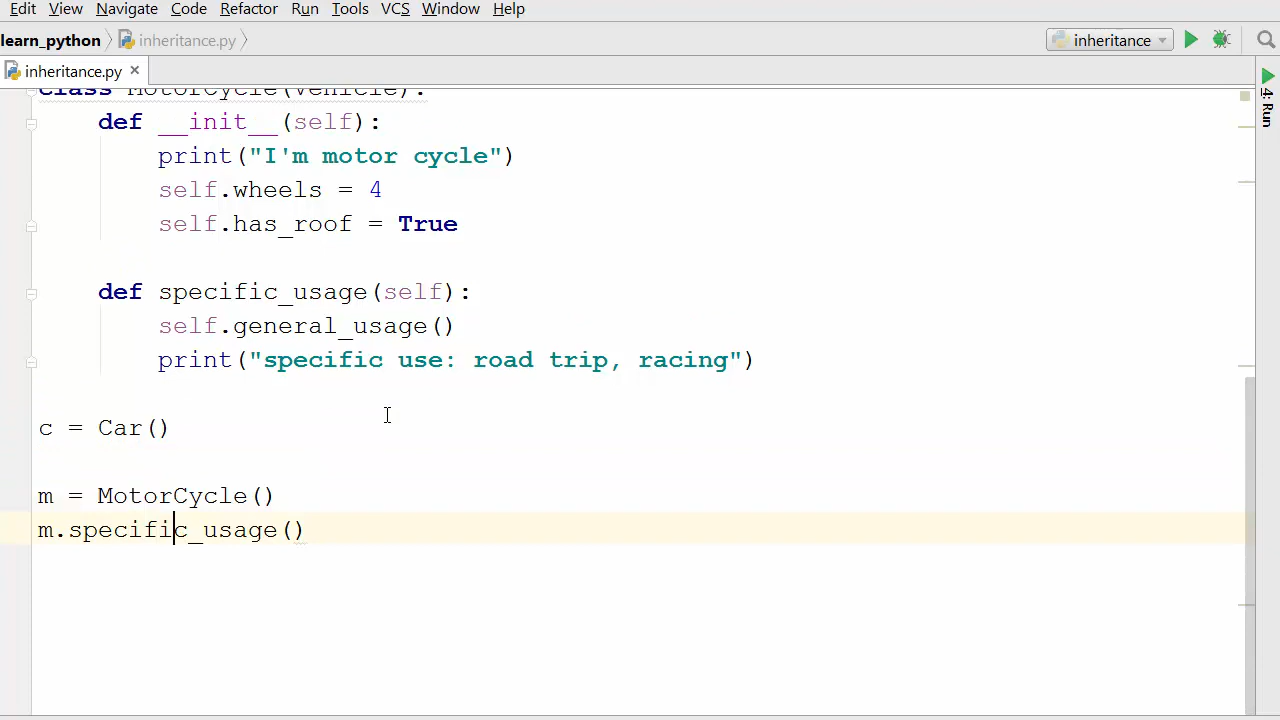 Edit View Navigate Code Refactor Run Tools VCS Window Help
learn_python inheritance.py inheritance
inheritance.py
class MotorCycle(Vehicle):
def __init__(self):
print("I'm motor cycle")
self.wheels = 4
self.has_roof = True
def specific_usage(self):
self.general_usage()
print("specific use: road trip, racing")
c = Car()
m = MotorCycle()
m.specific_usage()
4: Run